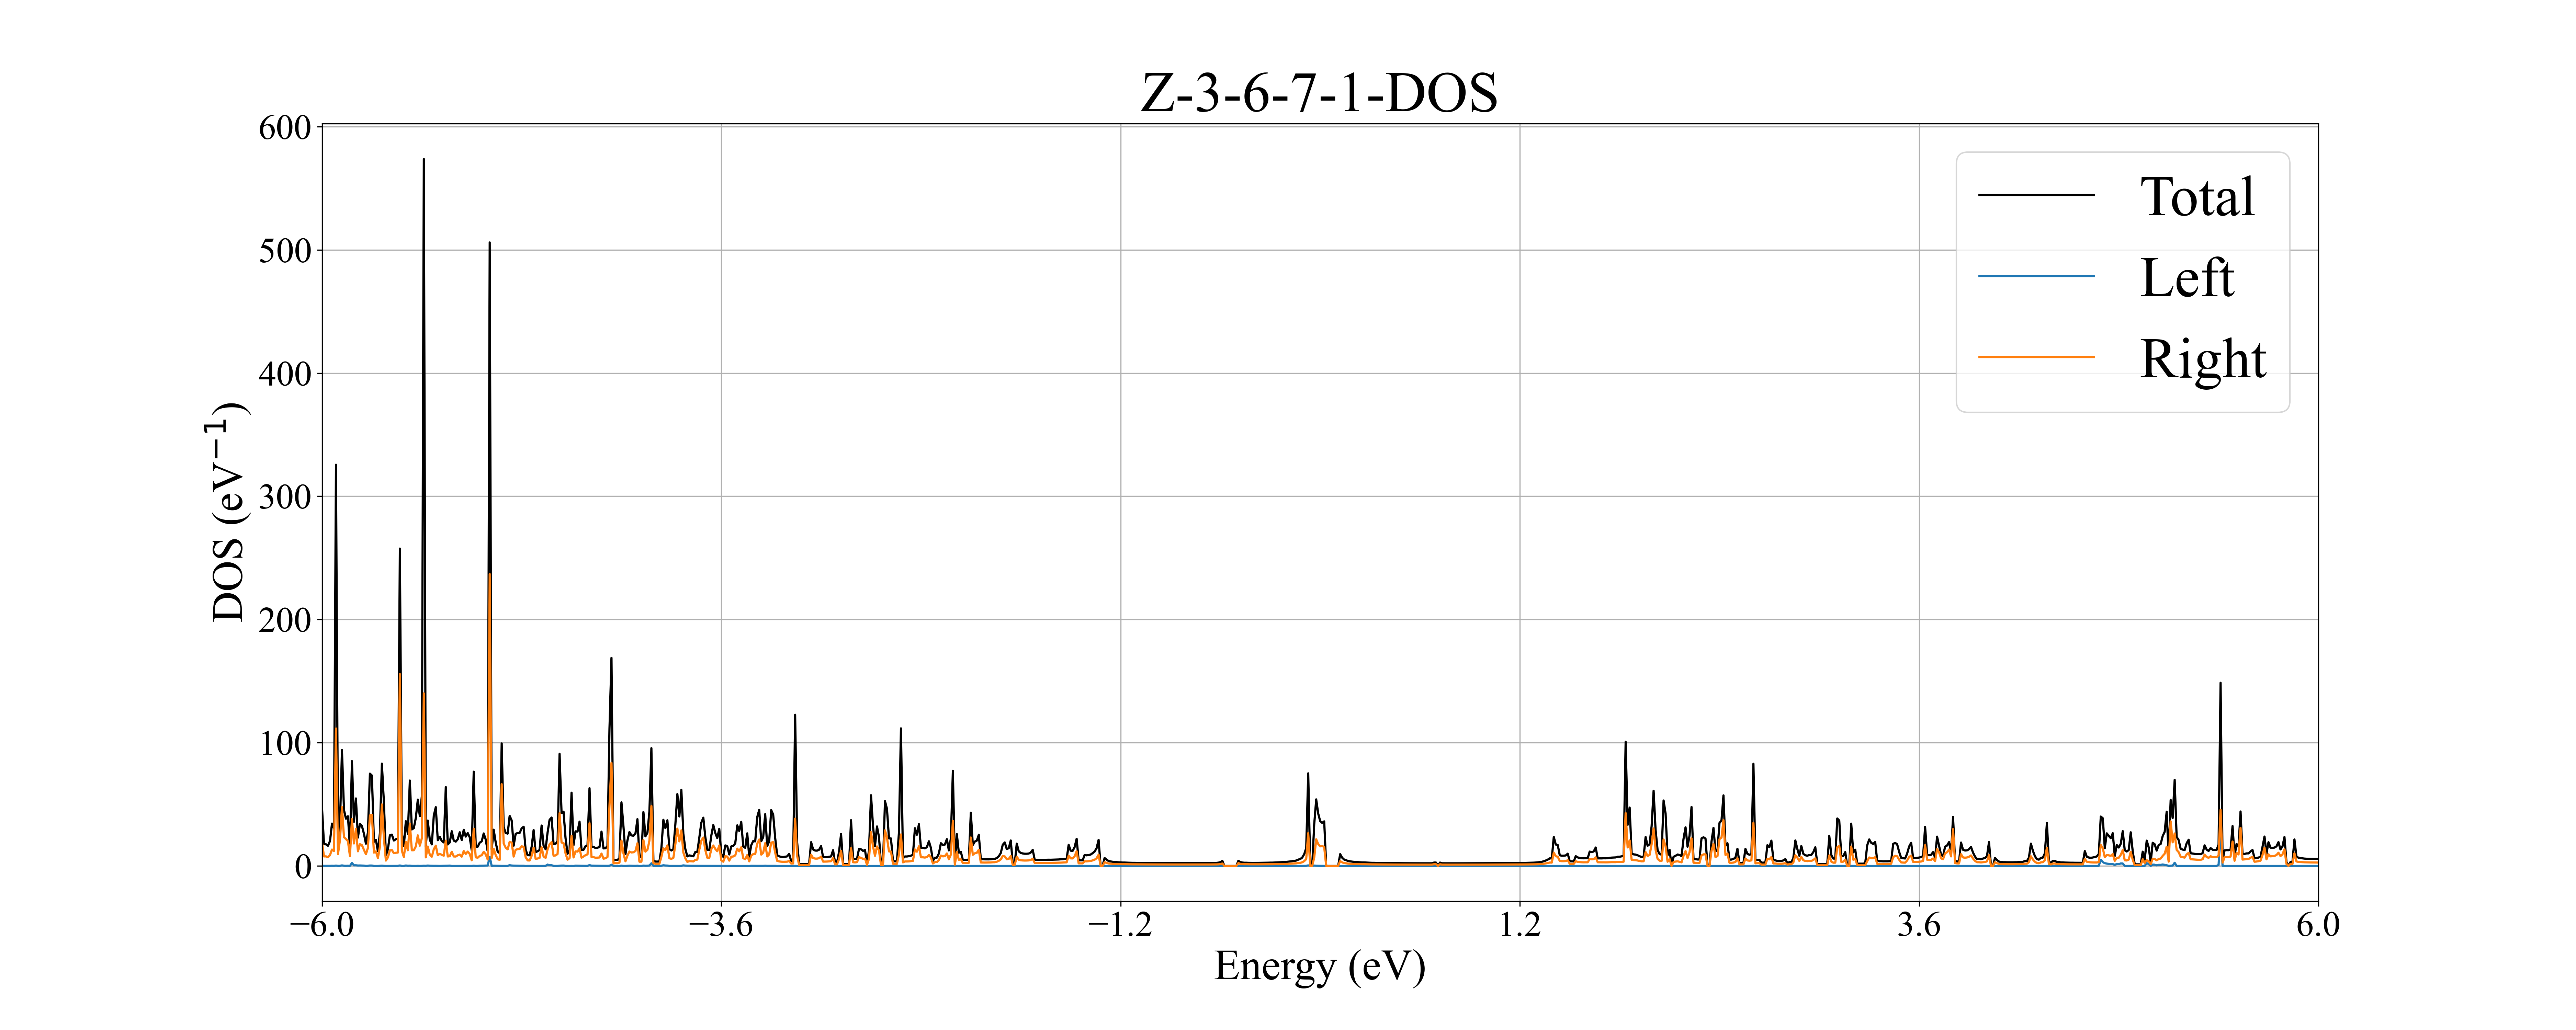 Z-3-6-7-1-DOS
600
500
400
300
200
100
0
DOS (eV⁻¹)
Total
Left
Right
−6.0 −3.6 −1.2 1.2 3.6 6.0
Energy (eV)